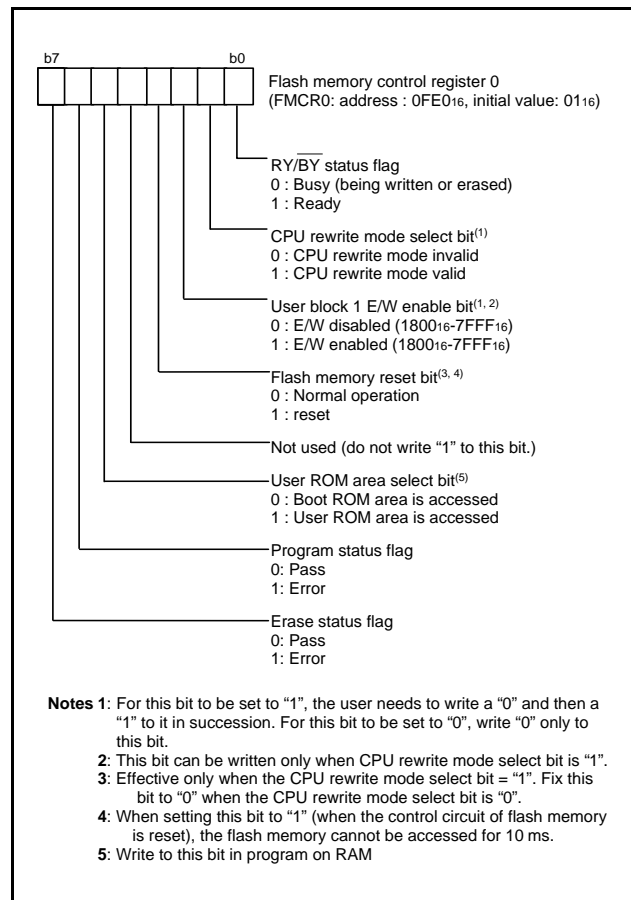 b7 b0
Flash memory control register 0
(FMCR0: address : 0FE016, initial value: 0116)
RY/BY status flag
0 : Busy (being written or erased)
1 : Ready
CPU rewrite mode select bit(1)
0 : CPU rewrite mode invalid
1 : CPU rewrite mode valid
User block 1 E/W enable bit(1, 2)
0 : E/W disabled (180016-7FFF16)
1 : E/W enabled (180016-7FFF16)
Flash memory reset bit(3, 4)
0 : Normal operation
1 : reset
Not used (do not write “1” to this bit.)
User ROM area select bit(5)
0 : Boot ROM area is accessed
1 : User ROM area is accessed
Program status flag
0: Pass
1: Error
Erase status flag
0: Pass
1: Error
Notes 1: For this bit to be set to “1”, the user needs to write a “0” and then a
“1” to it in succession. For this bit to be set to “0”, write “0” only to
this bit.
2: This bit can be written only when CPU rewrite mode select bit is “1”.
3: Effective only when the CPU rewrite mode select bit = “1”. Fix this
bit to “0” when the CPU rewrite mode select bit is “0”.
4: When setting this bit to “1” (when the control circuit of flash memory
is reset), the flash memory cannot be accessed for 10 ms.
5: Write to this bit in program on RAM